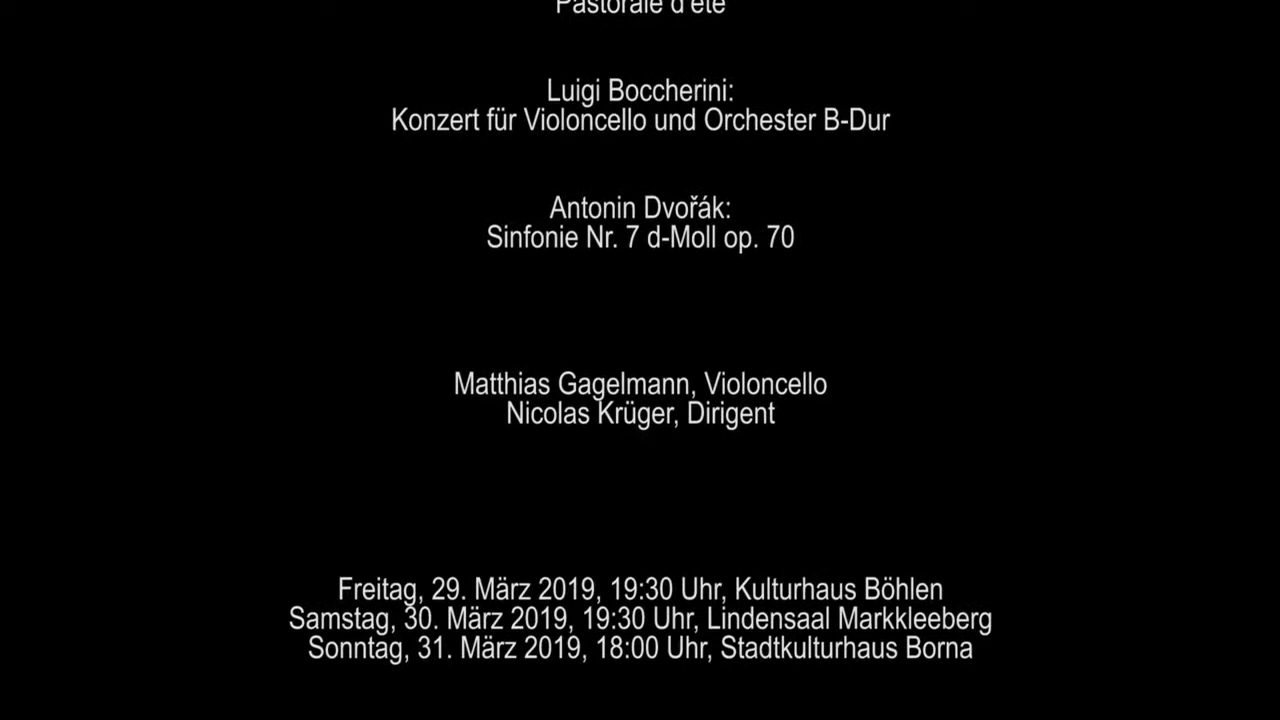 Pastorale d'été
Luigi Boccherini:
Konzert für Violoncello und Orchester B-Dur
Antonin Dvořák:
Sinfonie Nr. 7 d-Moll op. 70
Matthias Gagelmann, Violoncello
Nicolas Krüger, Dirigent
Freitag, 29. März 2019, 19:30 Uhr, Kulturhaus Böhlen
Samstag, 30. März 2019, 19:30 Uhr, Lindensaal Markkleeberg
Sonntag, 31. März 2019, 18:00 Uhr, Stadtkulturhaus Borna